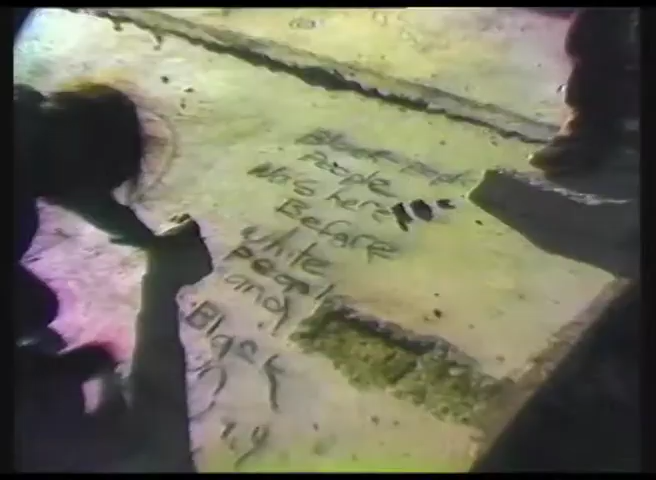 Black
People
was here
Before
white
people
and
Black